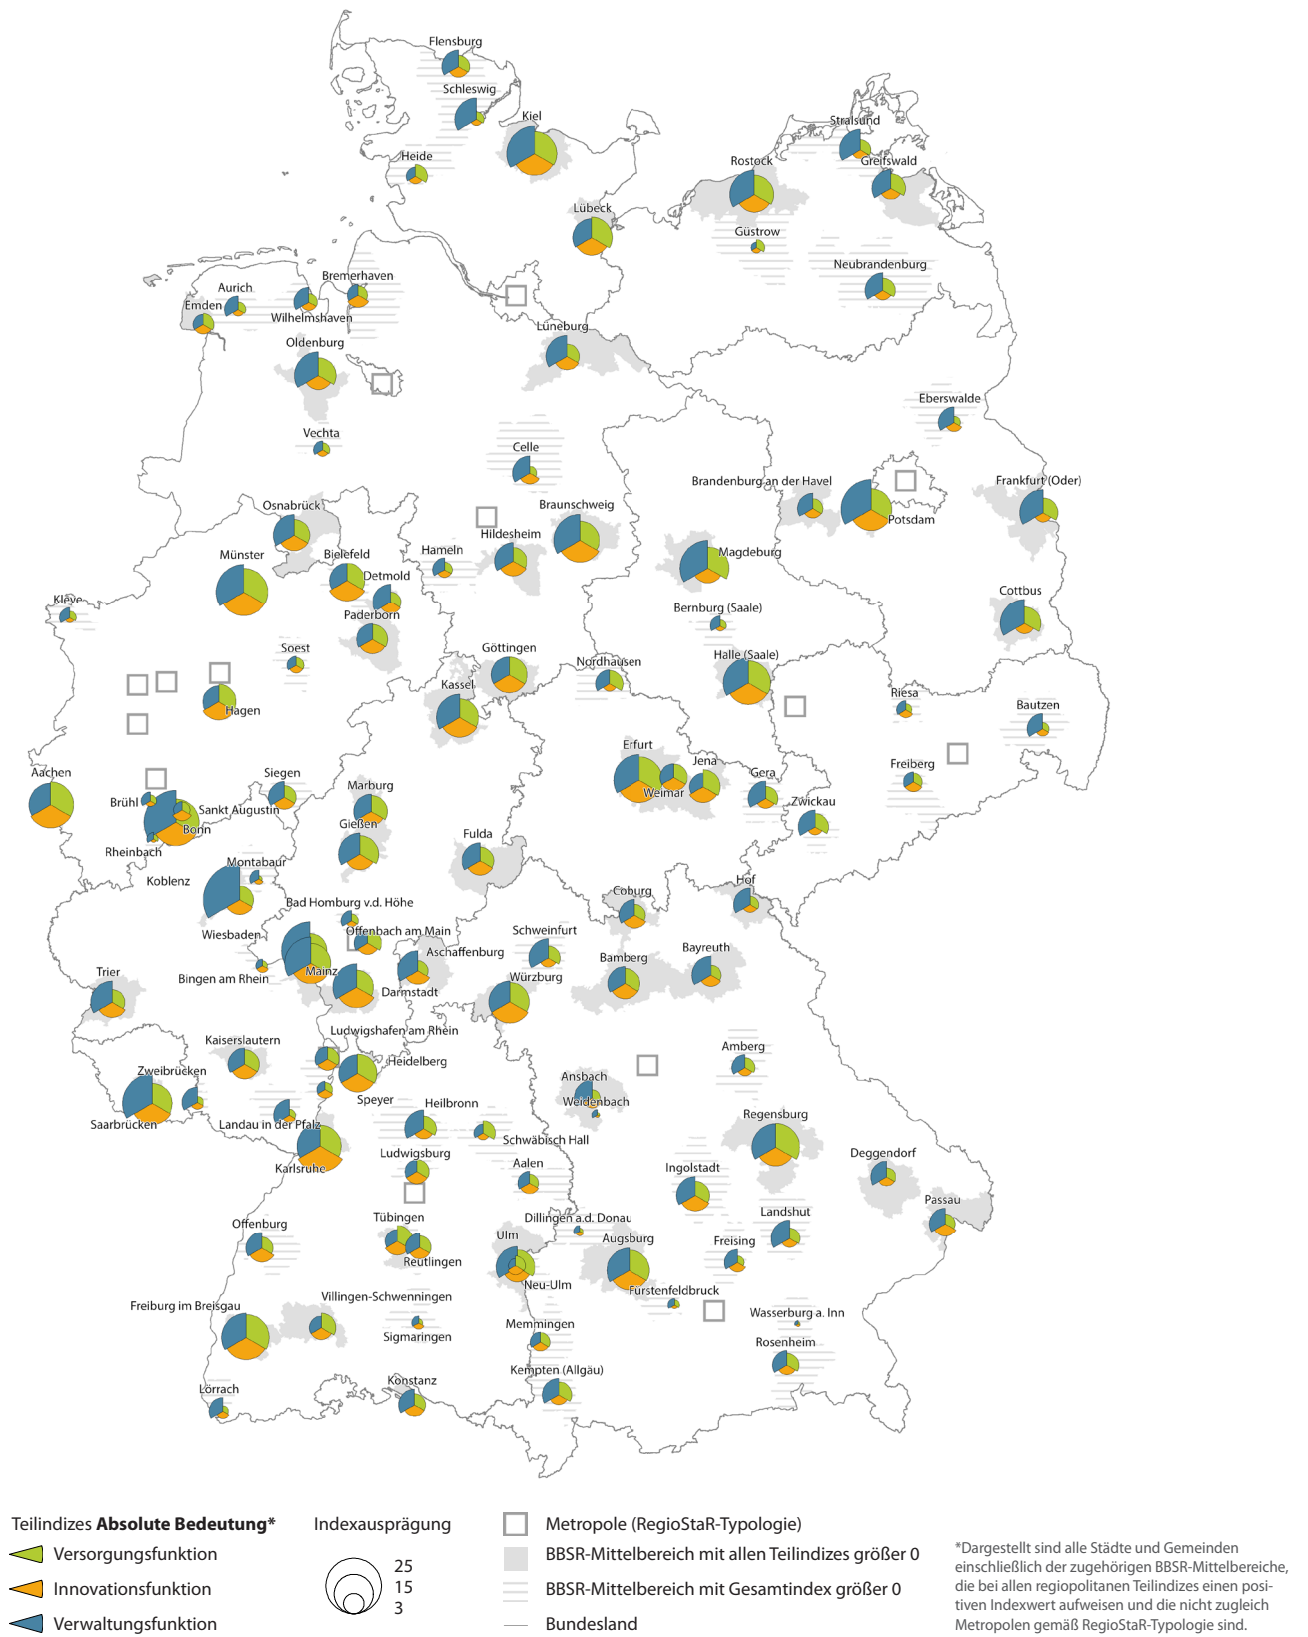 Flensburg
Schleswig
Kiel
Stralsund
Heide
Rostock
Greifswald
Lübeck
Güstrow
Neubrandenburg
Bremerhaven
Aurich
Emden
Wilhelmshaven
Lüneburg
Oldenburg
Eberswalde
Vechta
Celle
Brandenburg an der Havel
Frankfurt (Oder)
Osnabrück
Braunschweig
Potsdam
Hildesheim
Münster
Bielefeld
Hameln
Magdeburg
Detmold
Cottbus
Kleve
Bernburg (Saale)
Paderborn
Soest
Göttingen
Halle (Saale)
Nordhausen
Kassel
Riesa
Hagen
Bautzen
Erfurt
Jena
Aachen
Siegen
Gera
Freiberg
Marburg
Weimar
Brühl
Sankt Augustin
Zwickau
Bonn
Gießen
Fulda
Rheinbach
Montabaur
Koblenz
Hof
Coburg
Bad Homburg v.d. Höhe
Wiesbaden
Offenbach am Main
Schweinfurt
Bayreuth
Aschaffenburg
Bamberg
Trier
Mainz
Bingen am Rhein
Würzburg
Darmstadt
Ludwigshafen am Rhein
Kaiserslautern
Amberg
Heidelberg
Zweibrücken
Ansbach
Speyer
Weidenbach
Heilbronn
Regensburg
Saarbrücken
Landau in der Pfalz
Schwäbisch Hall
Ludwigsburg
Deggendorf
Karlsruhe
Aalen
Ingolstadt
Passau
Landshut
Tübingen
Dillingen a.d. Donau
Offenburg
Ulm
Augsburg
Freising
Reutlingen
Neu-Ulm
Fürstenfeldbruck
Villingen-Schwenningen
Freiburg im Breisgau
Wasserburg a. Inn
Memmingen
Sigmaringen
Rosenheim
Kempten (Allgäu)
Konstanz
Lörrach
Teilindizes Absolute Bedeutung*
Versorgungsfunktion
Innovationsfunktion
Verwaltungsfunktion
Indexausprägung
25
15
3
Metropole (RegioStaR-Typologie)
BBSR-Mittelbereich mit allen Teilindizes größer 0
BBSR-Mittelbereich mit Gesamtindex größer 0
Bundesland
*Dargestellt sind alle Städte und Gemeinden
einschließlich der zugehörigen BBSR-Mittelbereiche,
die bei allen regiopolitanen Teilindizes einen posi-
tiven Indexwert aufweisen und die nicht zugleich
Metropolen gemäß RegioStaR-Typologie sind.